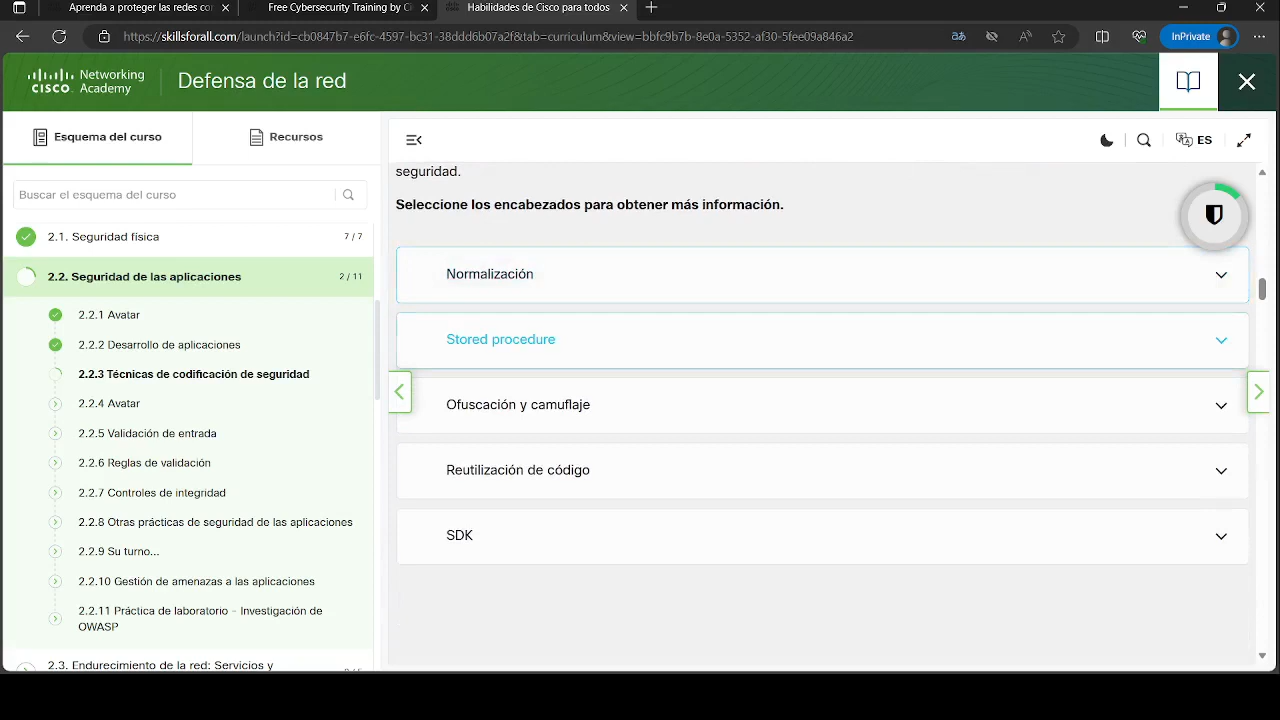 Aprenda a proteger las redes cor
Free Cybersecurity Training by Ci
Habilidades de Cisco para todos
https://skillsforall.com/launch?id=cb0847b7-e6fc-4597-bc31-38ddd6b07a2f&tab=curriculum&view=bbfc9b7b-8e0a-5352-af30-5fee09a846a2
InPrivate
Networking
CISCO Academy
Defensa de la red
Esquema del curso
Recursos
ES
Buscar el esquema del curso
2.1. Seguridad física 7 / 7
2.2. Seguridad de las aplicaciones 2 / 11
2.2.1 Avatar
2.2.2 Desarrollo de aplicaciones
2.2.3 Técnicas de codificación de seguridad
2.2.4 Avatar
2.2.5 Validación de entrada
2.2.6 Reglas de validación
2.2.7 Controles de integridad
2.2.8 Otras prácticas de seguridad de las aplicaciones
2.2.9 Su turno...
2.2.10 Gestión de amenazas a las aplicaciones
2.2.11 Práctica de laboratorio - Investigación de
OWASP
2.3. Endurecimiento de la red: Servicios y
seguridad.
Seleccione los encabezados para obtener más información.
Normalización
Stored procedure
Ofuscación y camuflaje
Reutilización de código
SDK